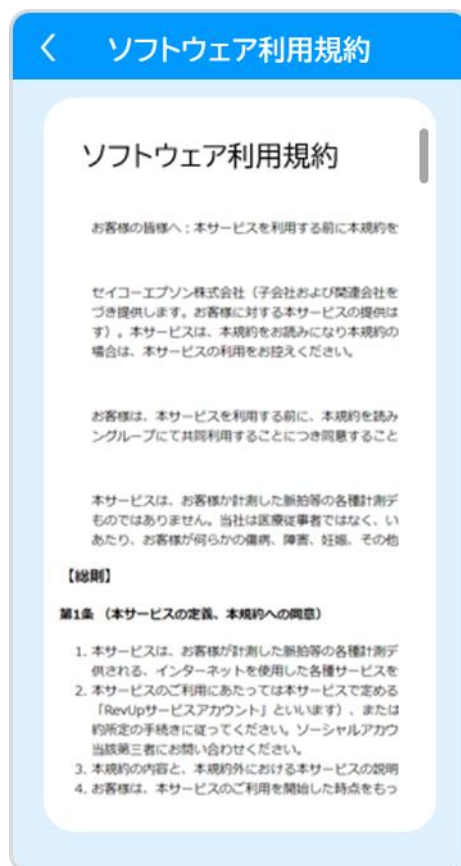 ソフトウェア利用規約
ソフトウェア利用規約
お客様の皆様へ：本サービスを利用する前に本規約を
セイコーエプソン株式会社（子会社および関連会社を
づき提供します。お客様に対する本サービスの提供は
す）。本サービスは、本規約をお読みになり本規約の
場合は、本サービスの利用をお控えください。
お客様は、本サービスを利用する前に、本規約を読み
ングループにて共同利用することにつき同意すること
本サービスは、お客様が計測した脈拍等の各種計測デ
ものではありません。当社は医療従事者ではなく、い
あたり、お客様が何らかの傷病、障害、妊娠、その他
【総則】
第1条 （本サービスの定義、本規約への同意）
1. 本サービスは、お客様が計測した脈拍等の各種計測デ
供される、インターネットを使用した各種サービスを
2. 本サービスのご利用にあたっては本サービスで定める
「RevUpサービスアカウント」といいます）、または
約所定の手続きに従ってください。ソーシャルアカウ
当該第三者にお問い合わせください。
3. 本規約の内容と、本規約外における本サービスの説明
4. お客様は、本サービスのご利用を開始した時点をもっ